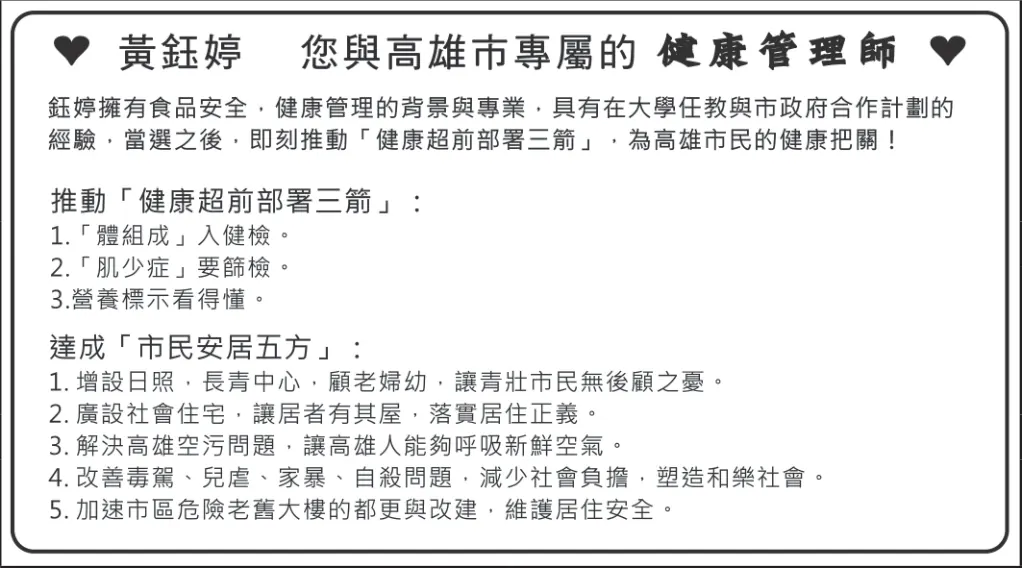 ♥ 黃鈺婷 您與高雄市專屬的 健康管理師 ♥
鈺婷擁有食品安全，健康管理的背景與專業，具有在大學任教與市政府合作計劃的
經驗，當選之後，即刻推動「健康超前部署三箭」，為高雄市民的健康把關！
推動「健康超前部署三箭」：
1.「體組成」入健檢。
2.「肌少症」要篩檢。
3.營養標示看得懂。
達成「市民安居五方」：
1. 增設日照，長青中心，顧老婦幼，讓青壯市民無後顧之憂。
2. 廣設社會住宅，讓居者有其屋，落實居住正義。
3. 解決高雄空污問題，讓高雄人能夠呼吸新鮮空氣。
4. 改善毒駕、兒虐、家暴、自殺問題，減少社會負擔，塑造和樂社會。
5. 加速市區危險老舊大樓的都更與改建，維護居住安全。